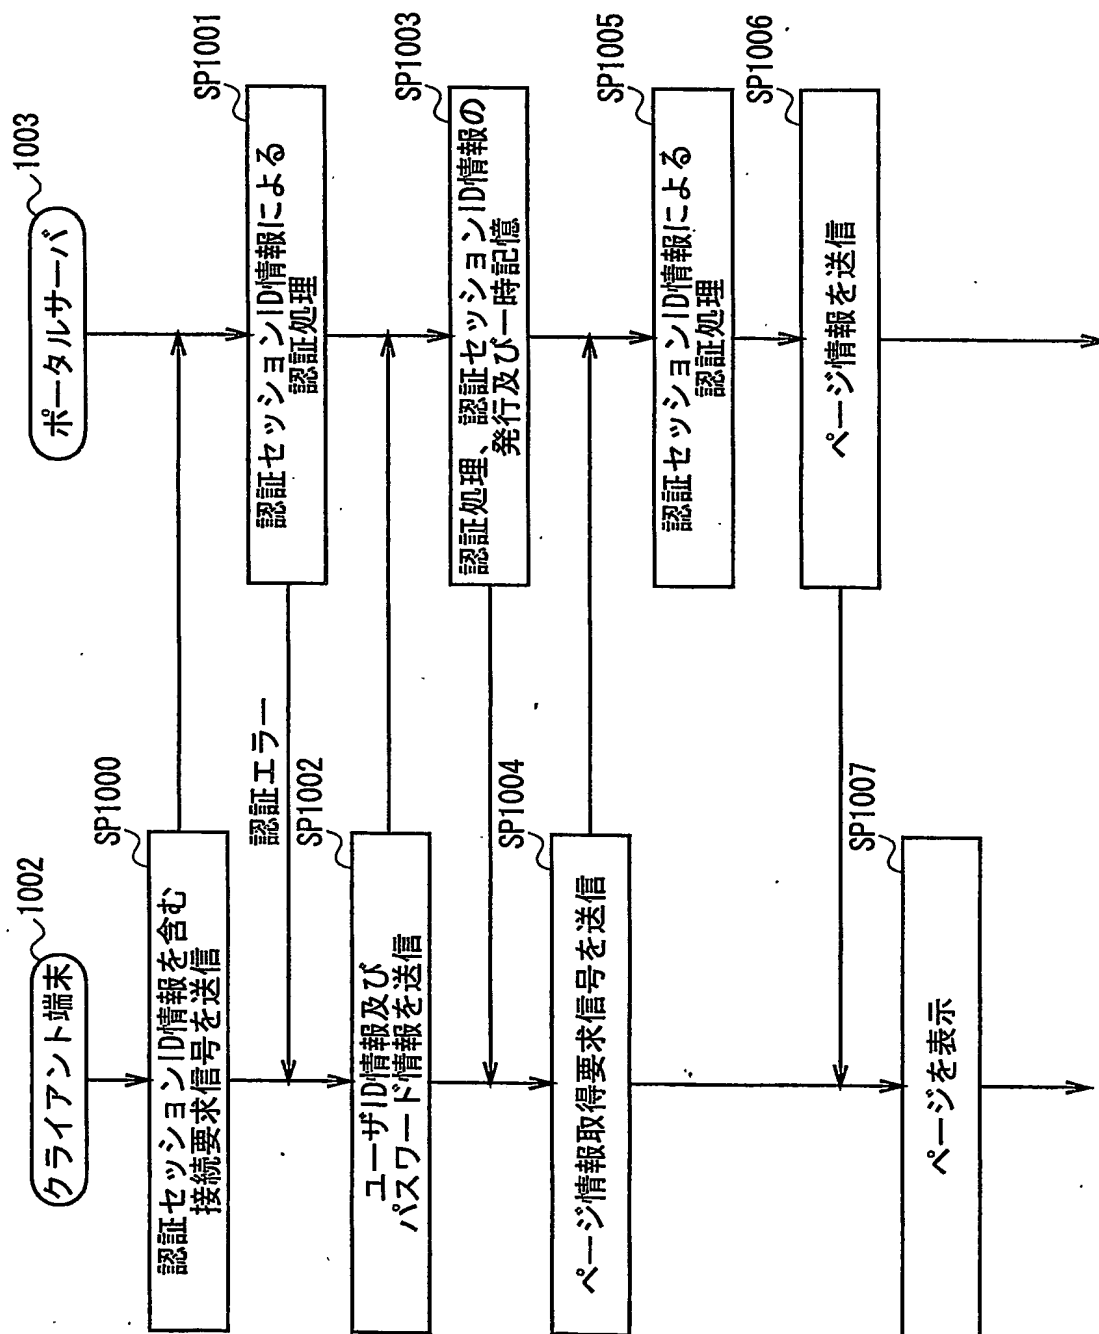 クライアント端末
1002
ポータルサーバ
1003
SP1000
認証セッションID情報を含む
接続要求信号を送信
SP1001
認証セッションID情報による
認証処理
認証エラー
SP1002
ユーザID情報及び
パスワード情報を送信
SP1003
認証処理、認証セッションID情報の
発行及び一時記憶
SP1004
ページ情報取得要求信号を送信
SP1005
認証セッションID情報による
認証処理
SP1006
ページ情報を送信
SP1007
ページを表示